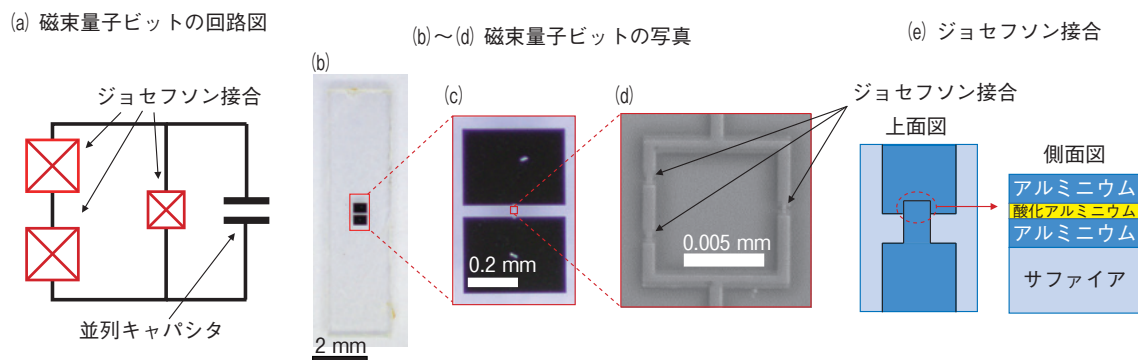 (a) 磁束量子ビットの回路図
ジョセフソン接合
並列キャパシタ
(b)～(d) 磁束量子ビットの写真
(b)
2 mm
(c)
0.2 mm
(d)
0.005 mm
ジョセフソン接合
(e) ジョセフソン接合
上面図
側面図
アルミニウム
酸化アルミニウム
アルミニウム
サファイア